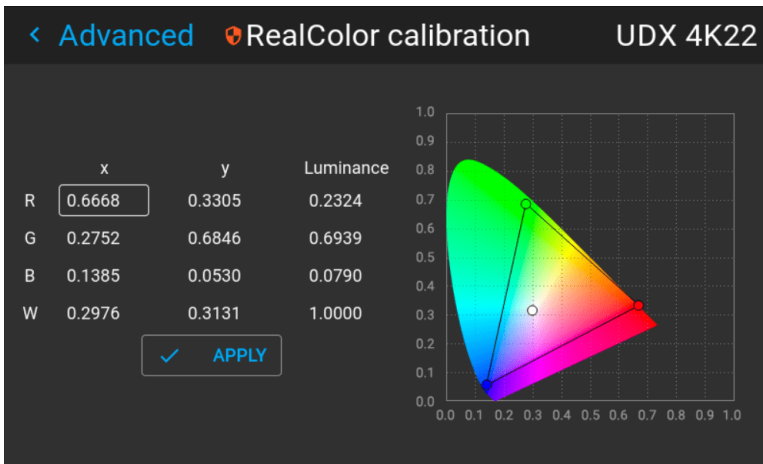 ‹ Advanced RealColor calibration UDX 4K22
x y Luminance
R 0.6668 0.3305 0.2324
G 0.2752 0.6846 0.6939
B 0.1385 0.0530 0.0790
W 0.2976 0.3131 1.0000
APPLY
1.0
0.9
0.8
0.7
0.6
0.5
0.4
0.3
0.2
0.1
0.0
0.0 0.1 0.2 0.3 0.4 0.5 0.6 0.7 0.8 0.9 1.0